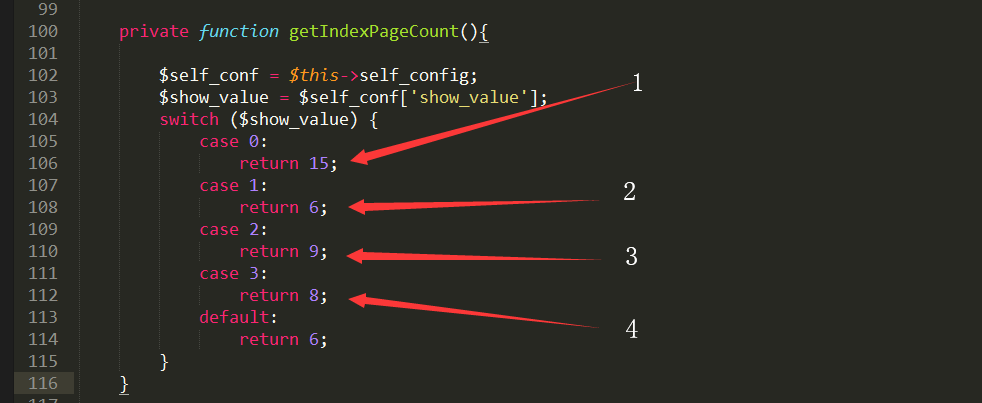 99
100 private function getIndexPageCount(){
101
102 $self_conf = $this->self_config;
103 $show_value = $self_conf['show_value'];
104 switch ($show_value) {
105 case 0:
106 return 15;
107 case 1:
108 return 6;
109 case 2:
110 return 9;
111 case 3:
112 return 8;
113 default:
114 return 6;
115 }
116 }
117
1
2
3
4